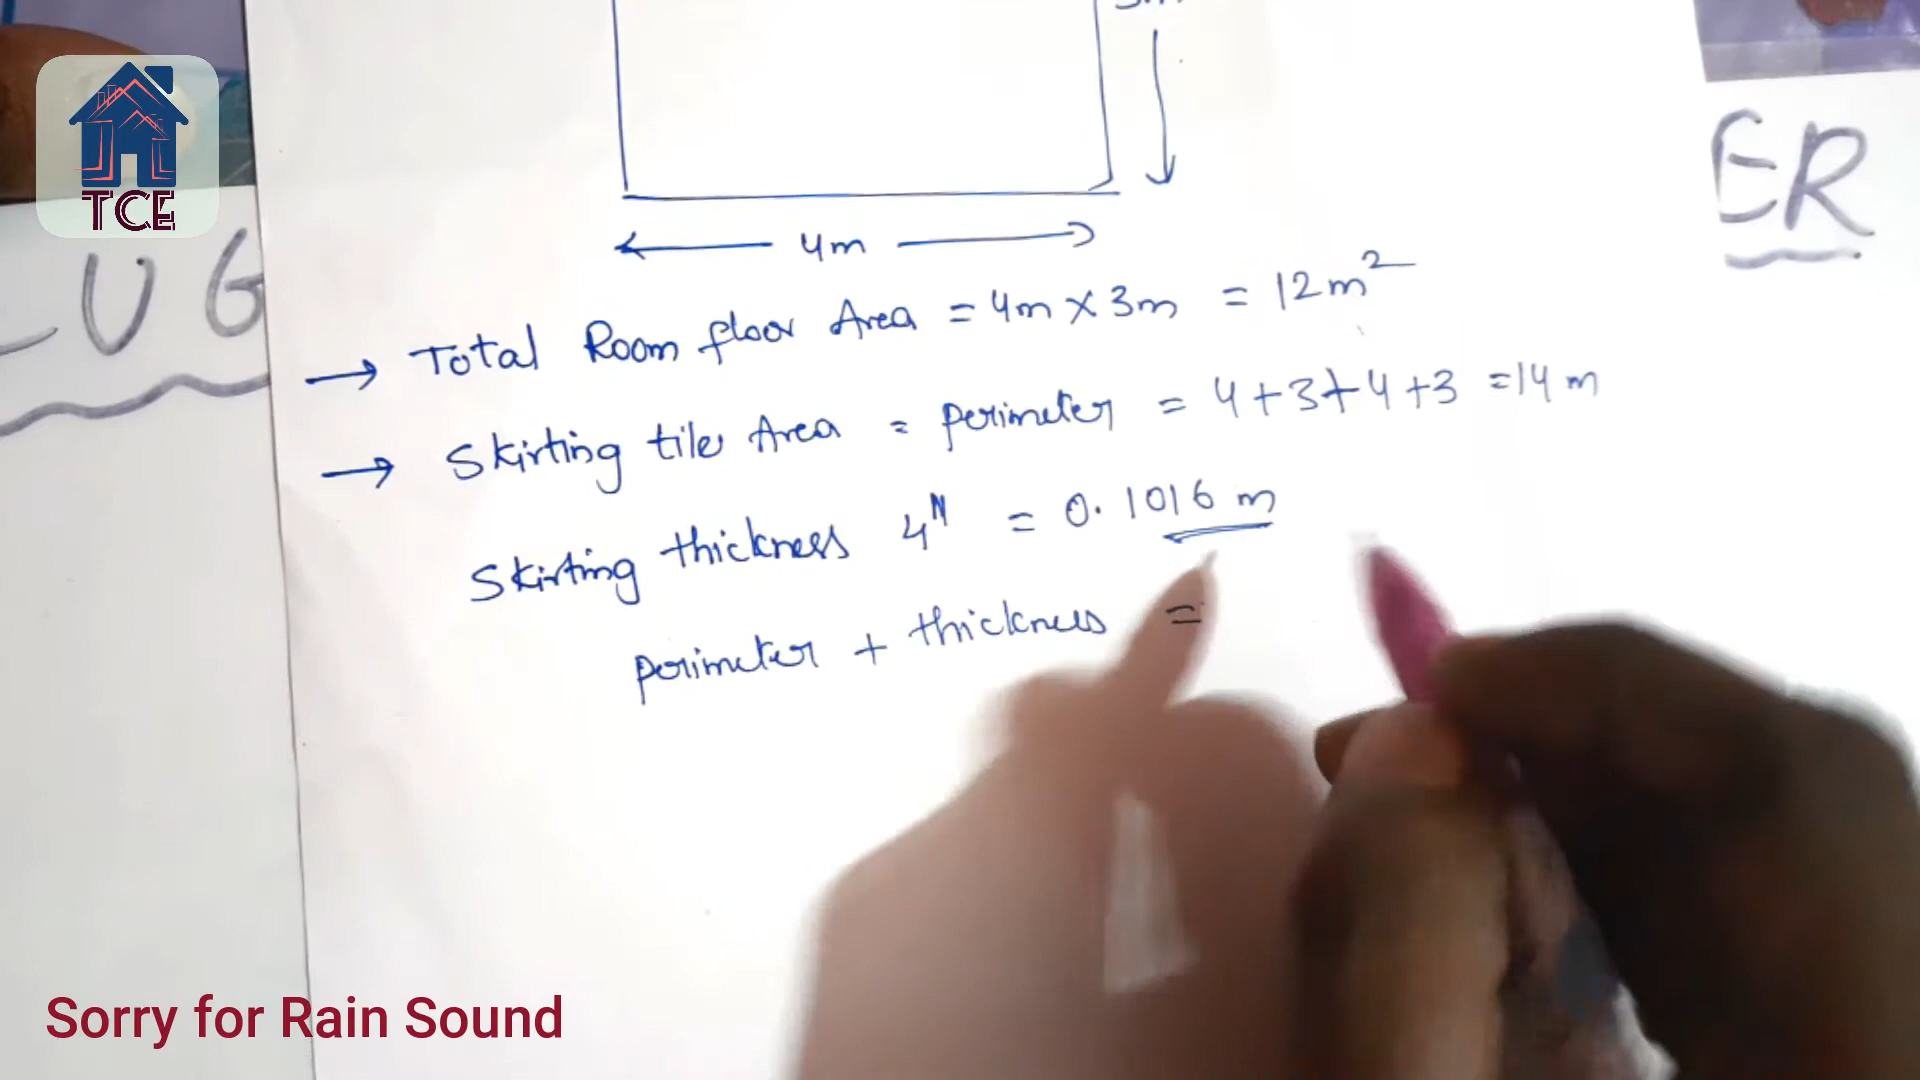 TCE
ER
UG
4m
→ Total Room floor Area = 4m × 3m = 12m²
→ Skirting tile Area = perimeter = 4+3+4+3 =14 m
Skirting thickness 4" = 0.1016 m
perimeter + thickness =
Sorry for Rain Sound